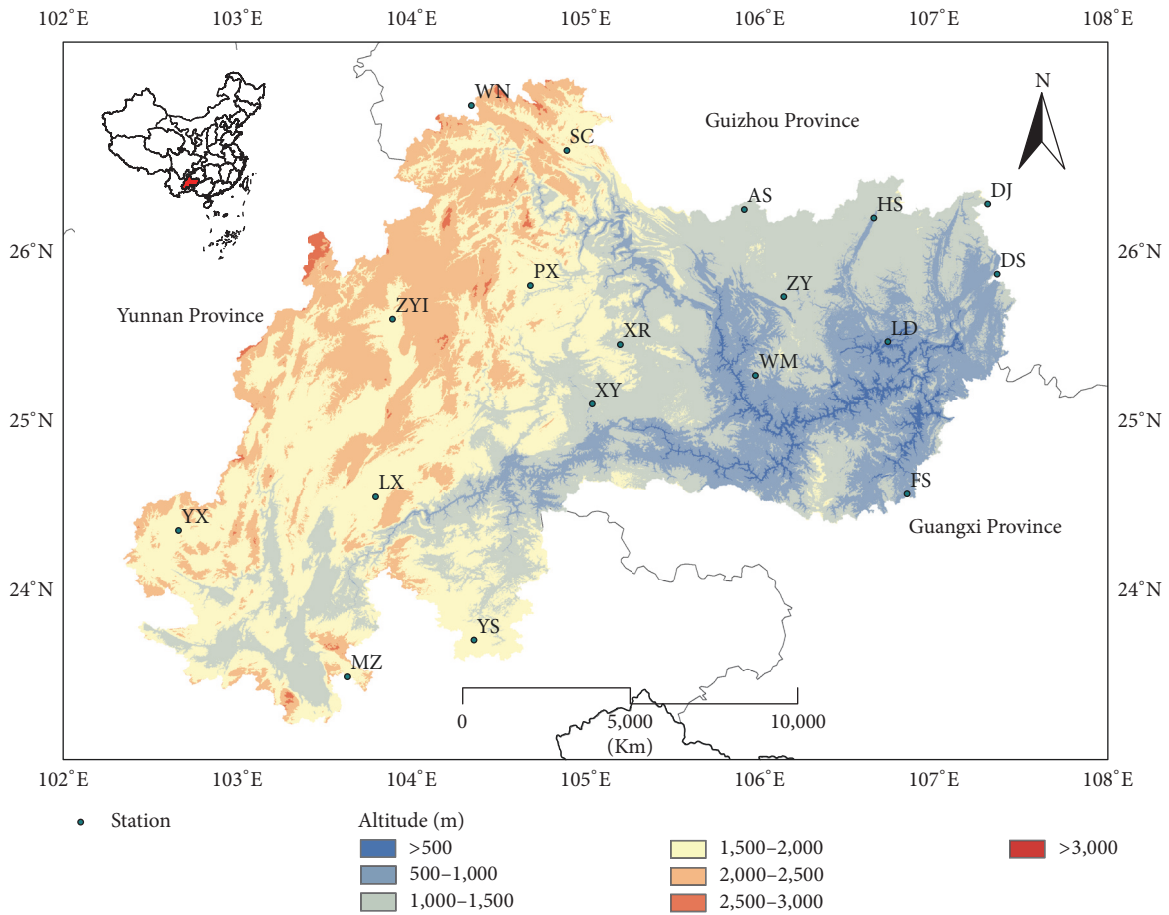 102˚E 103˚E 104˚E 105˚E 106˚E 107˚E 108˚E
N
WN
SC
Guizhou Province
AS
HS
DJ
26˚N
26˚N
DS
PX
ZY
Yunnan Province
ZYI
XR
LD
WM
XY
25˚N
25˚N
LX
FS
YX
Guangxi Province
24˚N
24˚N
YS
MZ
0 5,000 10,000
(Km)
102˚E 103˚E 104˚E 105˚E 106˚E 107˚E 108˚E
Station
Altitude (m)
>500
500–1,000
1,000–1,500
1,500–2,000
2,000–2,500
2,500–3,000
>3,000